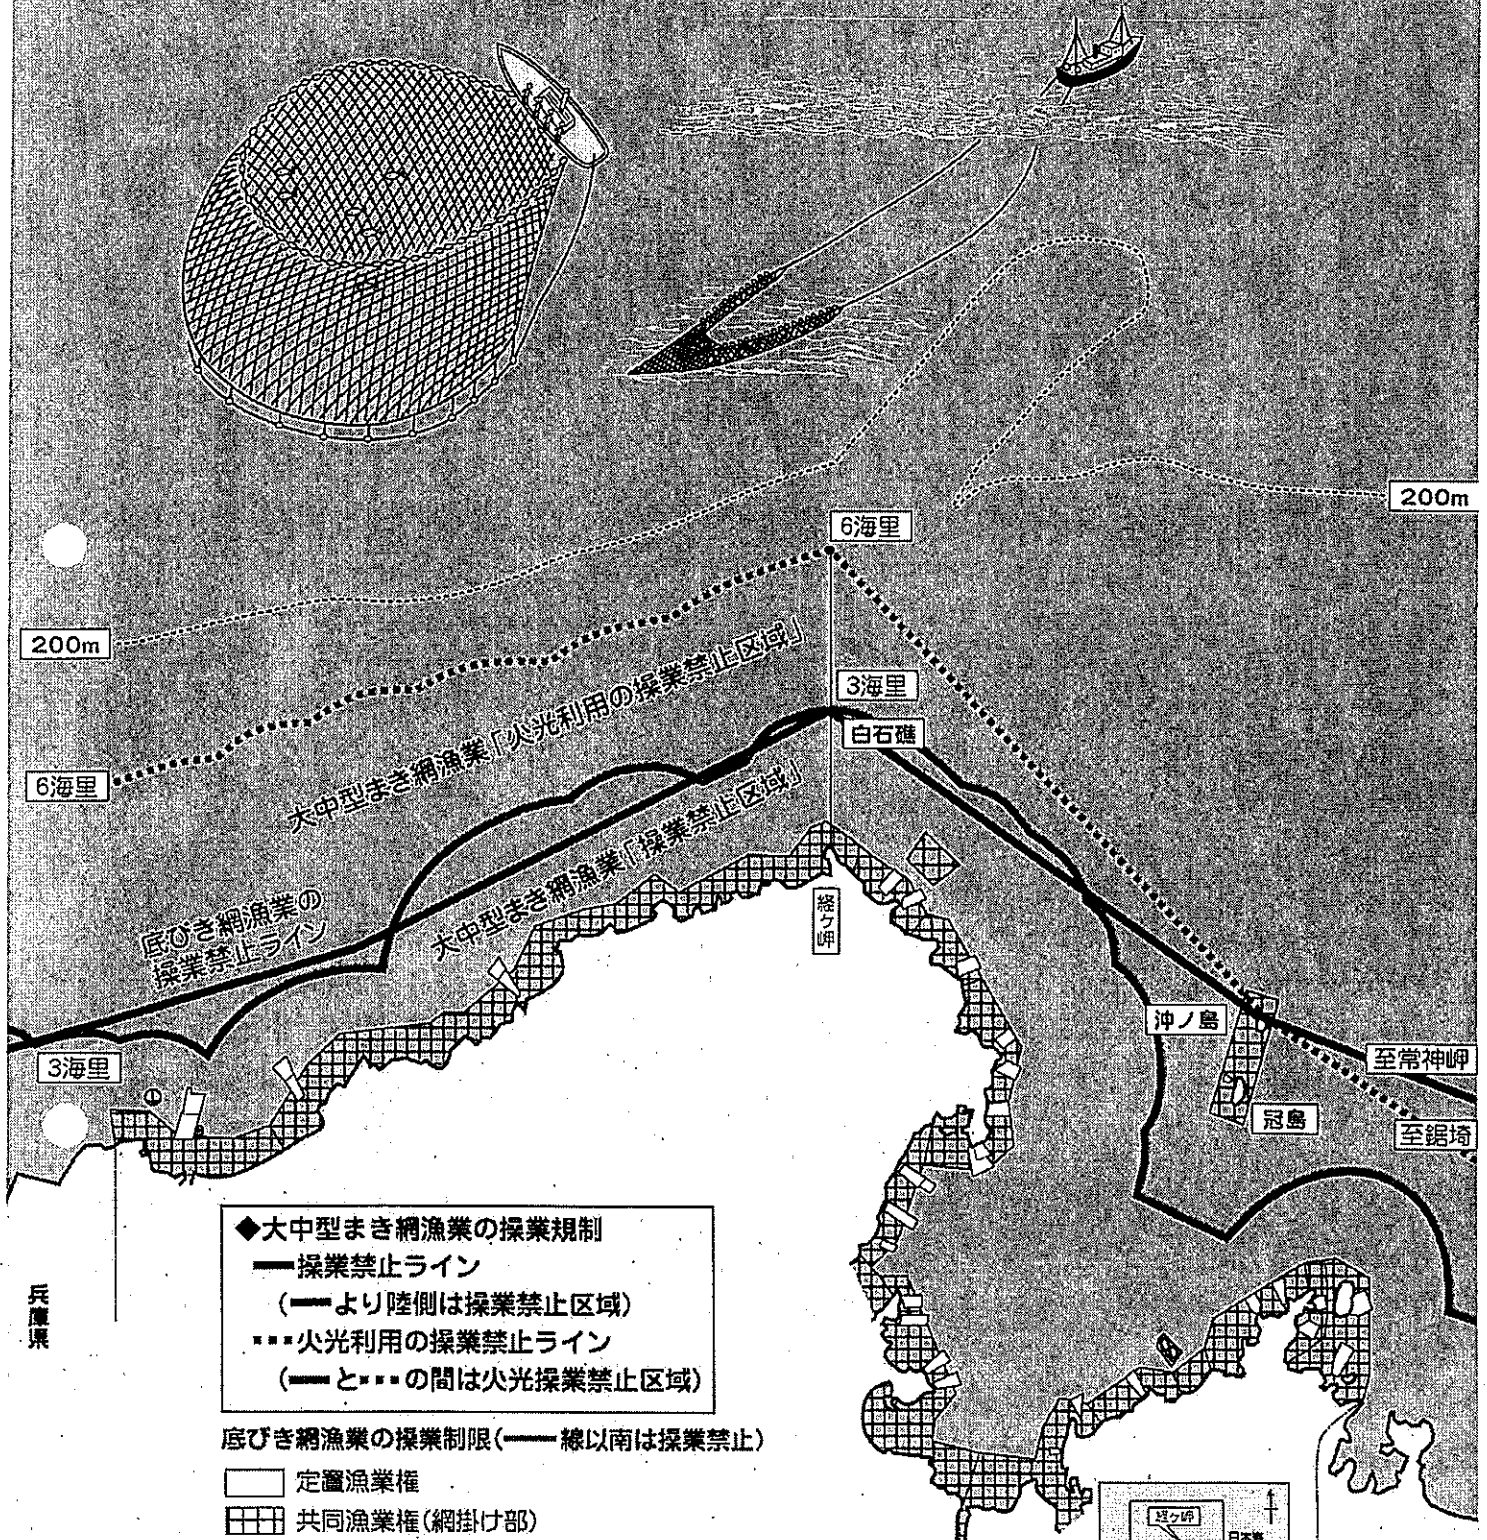 200m
6海里
200m
大中型まき網漁業「火光利用の操業禁止区域」
3海里
白石礁
6海里
大中型まき網漁業「操業禁止区域」
底びき網漁業の
操業禁止ライン
経ヶ岬
沖ノ島
至常神岬
3海里
冠島
至鋸埼
◆大中型まき網漁業の操業規制
操業禁止ライン
(より陸側は操業禁止区域)
火光利用の操業禁止ライン
(との間は火光操業禁止区域)
兵庫県
底びき網漁業の操業制限(線以南は操業禁止)
定置漁業権
共同漁業権(網掛け部)
経ヶ岬
日本海